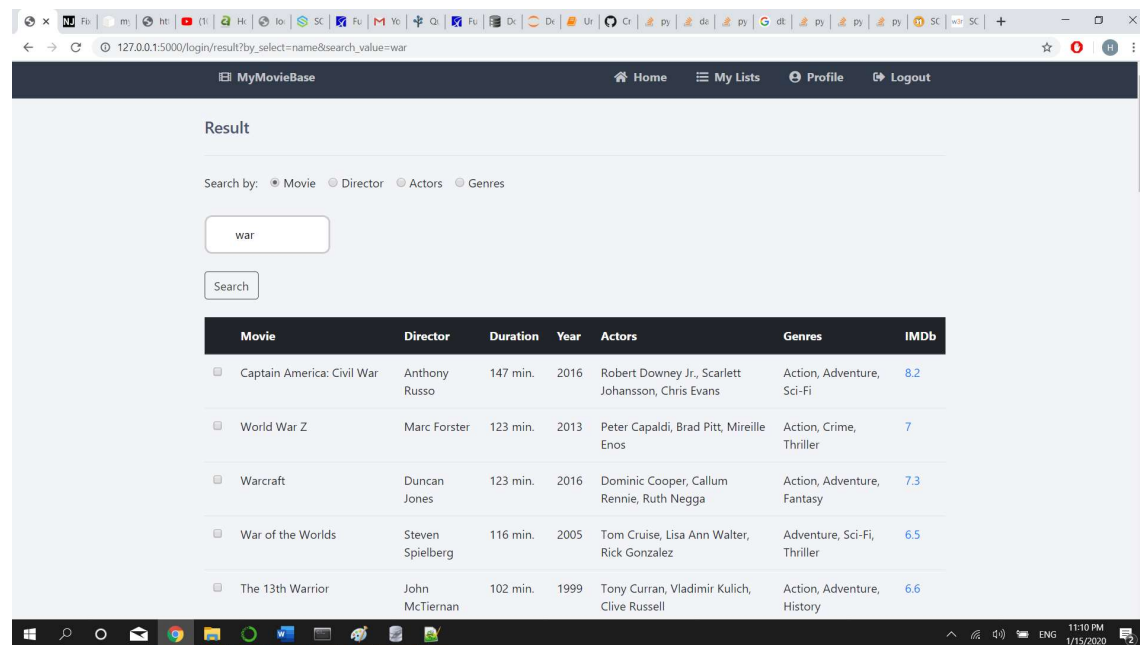 127.0.0.1:5000/login/result?by_select=name&search_value=war
MyMovieBase Home My Lists Profile Logout
Result
Search by: Movie Director Actors Genres
war
Search
Movie Director Duration Year Actors Genres IMDb
Captain America: Civil War Anthony 147 min. 2016 Robert Downey Jr., Scarlett Action, Adventure, 8.2
Russo Johansson, Chris Evans Sci-Fi
World War Z Marc Forster 123 min. 2013 Peter Capaldi, Brad Pitt, Mireille Action, Crime, 7
Enos Thriller
Warcraft Duncan 123 min. 2016 Dominic Cooper, Callum Action, Adventure, 7.3
Jones Rennie, Ruth Negga Fantasy
War of the Worlds Steven 116 min. 2005 Tom Cruise, Lisa Ann Walter, Adventure, Sci-Fi, 6.5
Spielberg Rick Gonzalez Thriller
The 13th Warrior John 102 min. 1999 Tony Curran, Vladimir Kulich, Action, Adventure, 6.6
McTiernan Clive Russell History
ENG 11:10 PM
1/15/2020